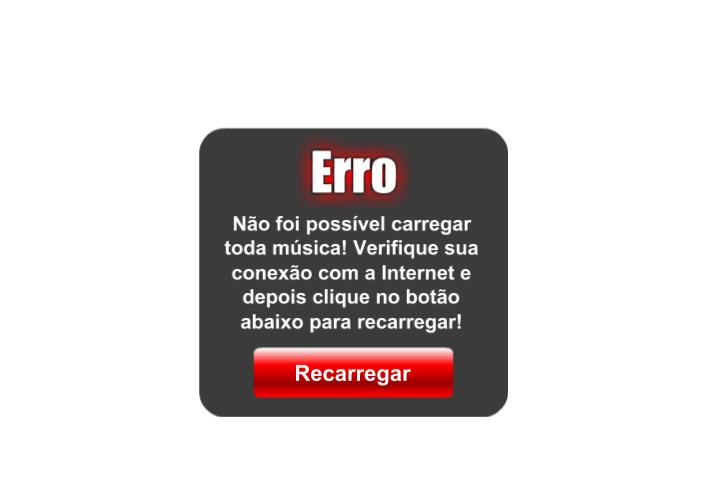 Erro
Não foi possível carregar
toda música! Verifique sua
conexão com a Internet e
depois clique no botão
abaixo para recarregar!
Recarregar